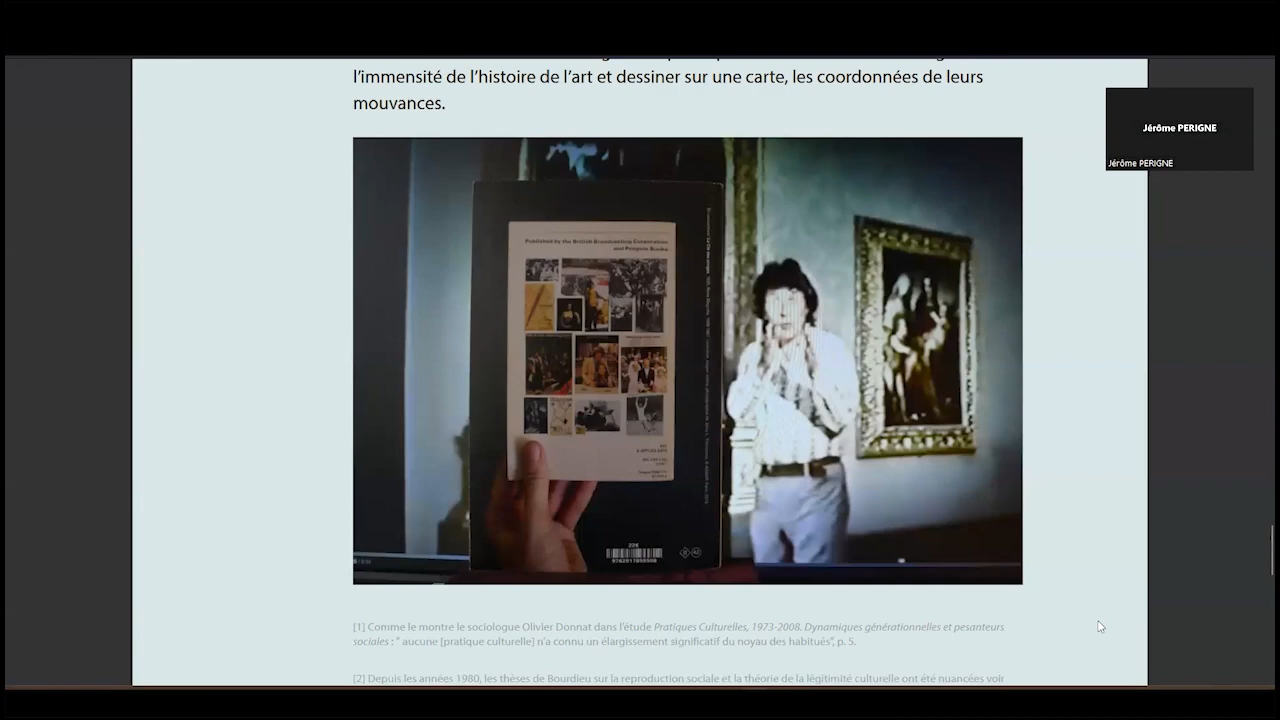 l'immensité de l'histoire de l'art et dessiner sur une carte, les coordonnées de leurs
mouvances.
Jérôme PERIGNE
Jérôme PERIGNE
Published by the British Broadcasting Corporation
and Penguin Books
22€
[1] Comme le montre le sociologue Olivier Donnat dans l'étude Pratiques Culturelles, 1973-2008. Dynamiques générationnelles et pesanteurs
sociales : " aucune [pratique culturelle] n'a connu un élargissement significatif du noyau des habitués", p. 5.
[2] Depuis les années 1980, les thèses de Bourdieu sur la reproduction sociale et la théorie de la légitimité culturelle ont été nuancées voir